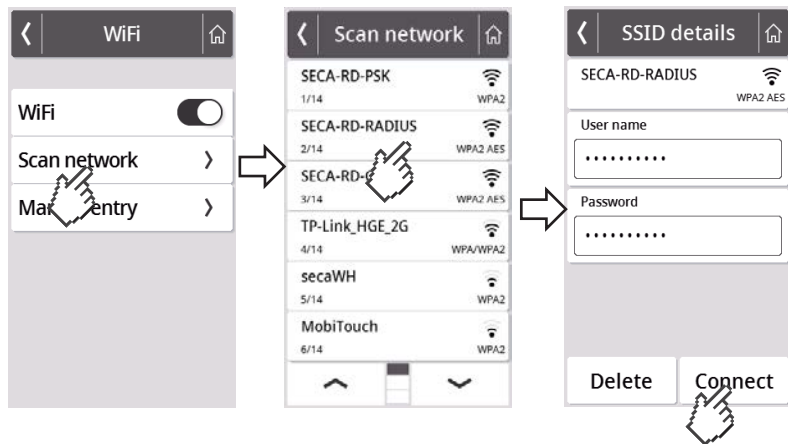 WiFi
WiFi
Scan network
Scan network
SECA-RD-PSK
1/14 WPA2
SECA-RD-RADIUS
2/14 WPA2 AES
SECA-RD-
3/14 WPA2 AES
TP-Link_HGE_2G
4/14 WPA/WPA2
secaWH
5/14 WPA2
MobiTouch
6/14 WPA2
SSID details
SECA-RD-RADIUS
WPA2 AES
User name
..........
Password
..........
Delete Connect